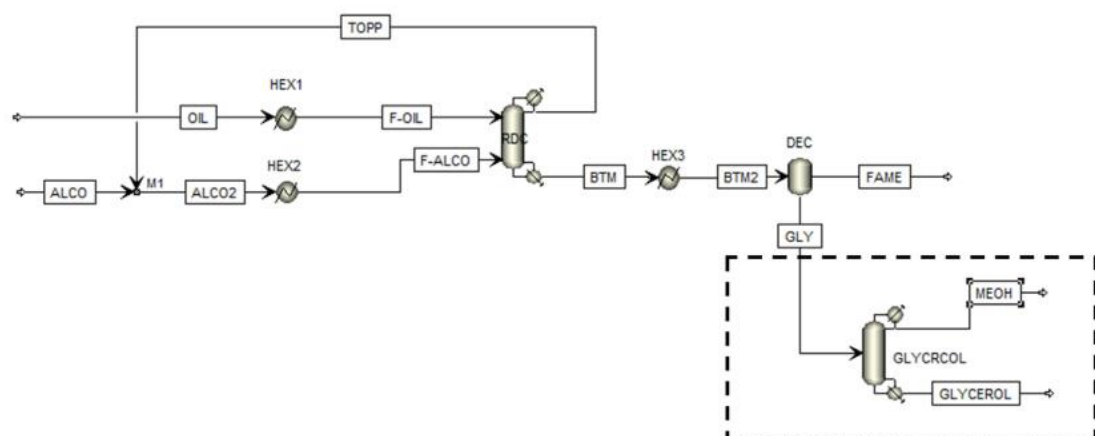 TOPP
HEX1
OIL
F-OIL
RDC
HEX2
F-ALCO
DEC
HEX3
ALCO
M1
ALCO2
BTM
BTM2
FAME
GLY
MEOH
GLYCRCOL
GLYCEROL